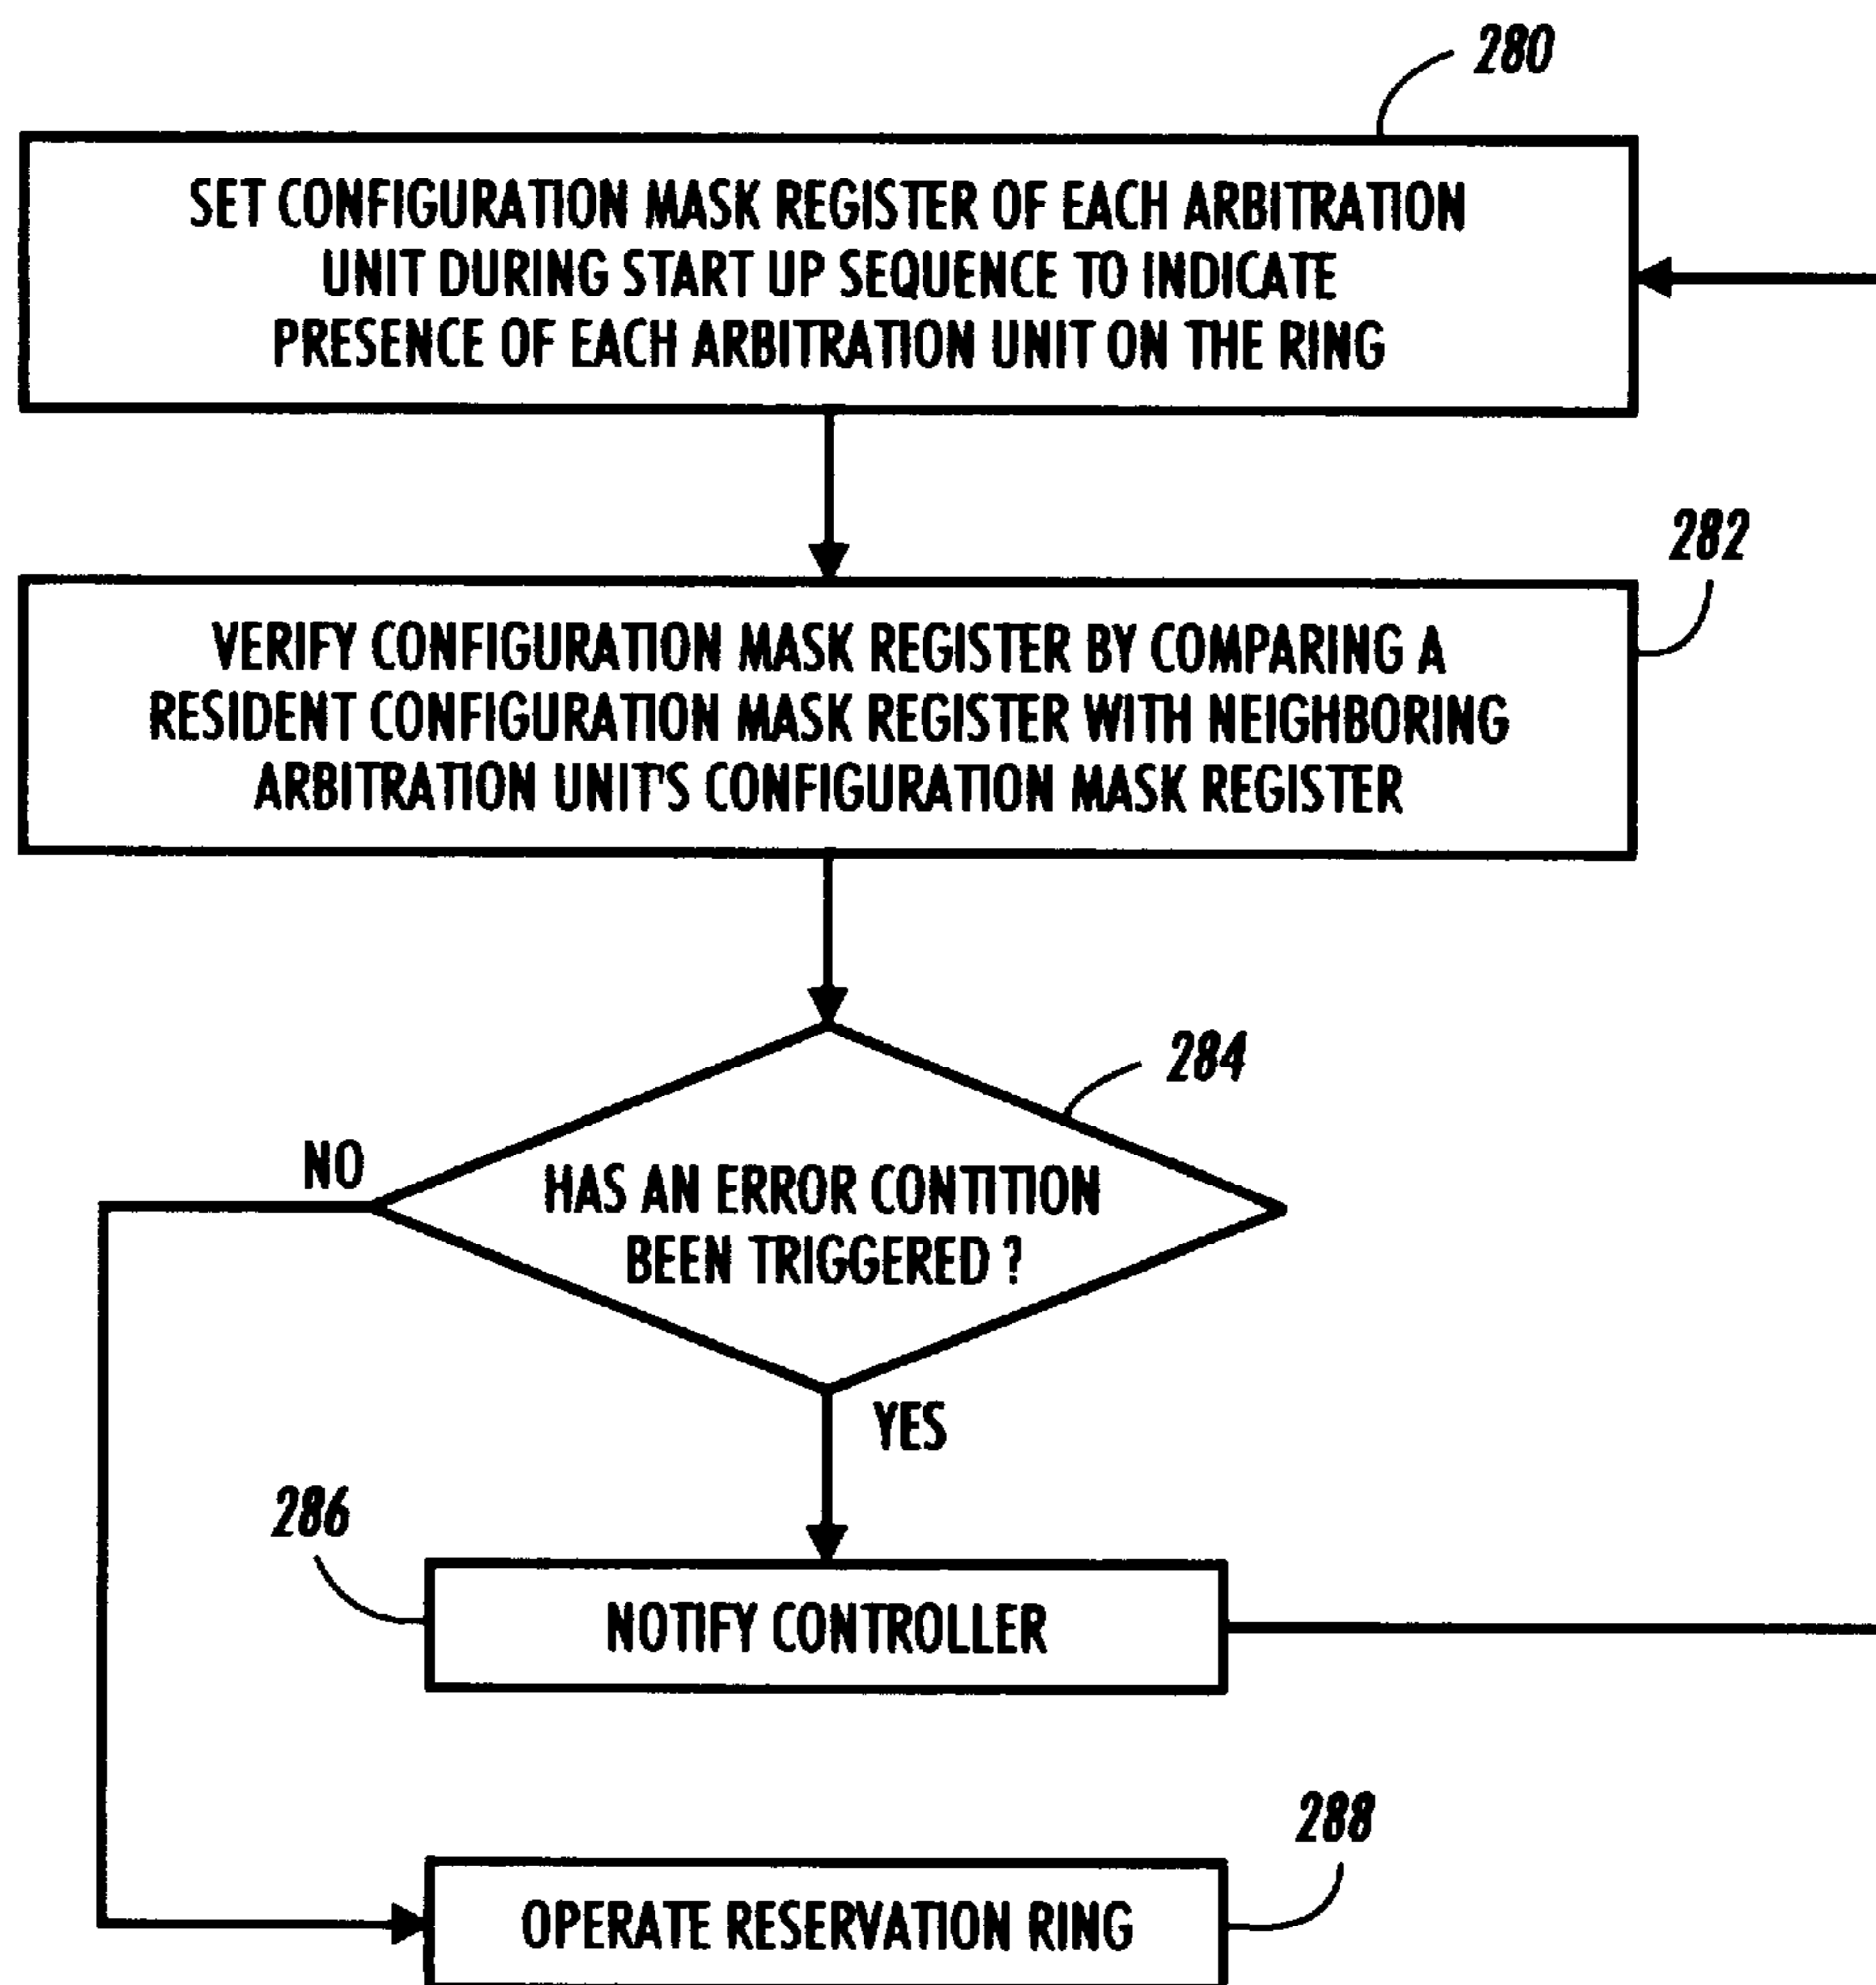 280
SET CONFIGURATION MASK REGISTER OF EACH ARBITRATION
UNIT DURING START UP SEQUENCE TO INDICATE
PRESENCE OF EACH ARBITRATION UNIT ON THE RING
282
VERIFY CONFIGURATION MASK REGISTER BY COMPARING A
RESIDENT CONFIGURATION MASK REGISTER WITH NEIGHBORING
ARBITRATION UNIT'S CONFIGURATION MASK REGISTER
284
NO
HAS AN ERROR CONTITION
BEEN TRIGGERED ?
YES
286
NOTIFY CONTROLLER
288
OPERATE RESERVATION RING